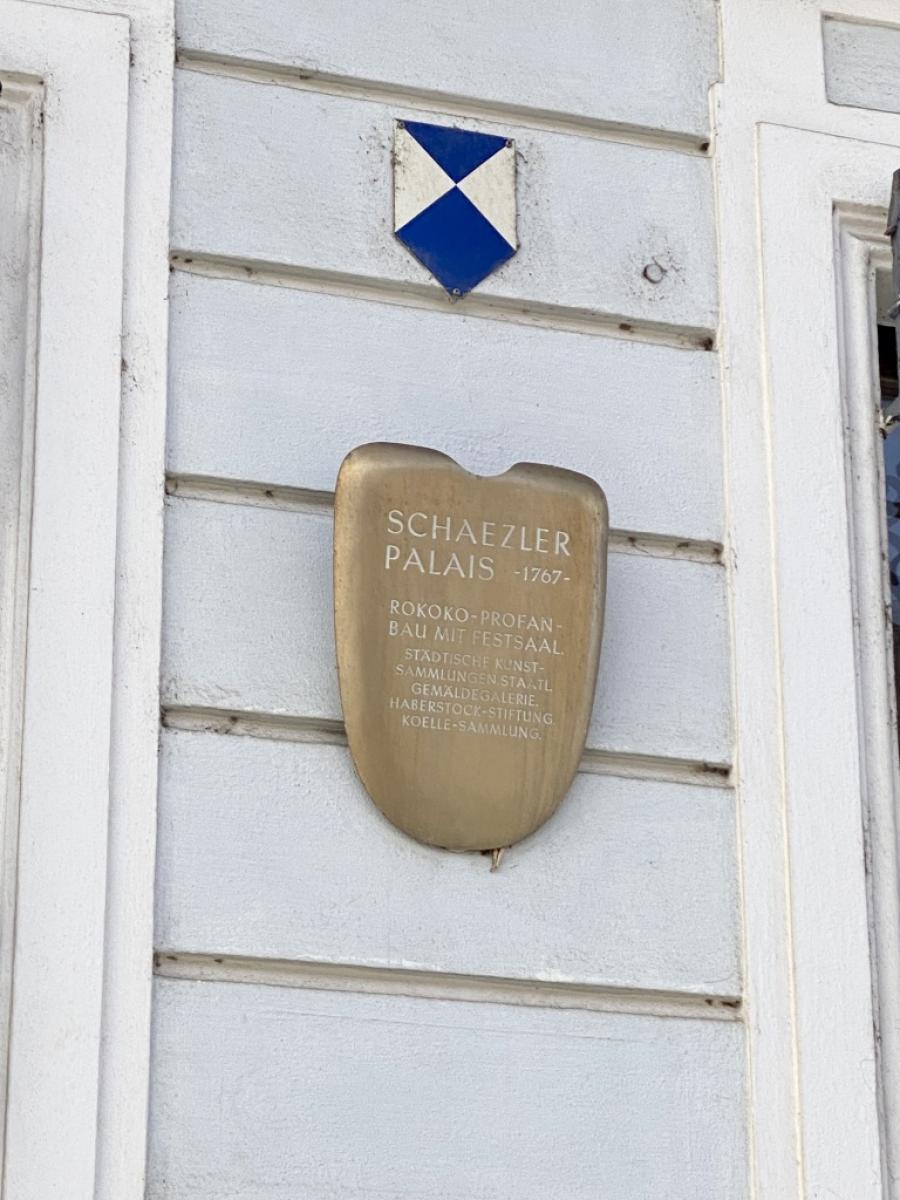 SCHAEZLER
PALAIS -1767-
ROKOKO-PROFAN-
BAU MIT FESTSAAL.
STÄDTISCHE KUNST-
SAMMLUNGEN.STAATL.
GEMÄLDEGALERIE.
HABERSTOCK-STIFTUNG.
KOELLE-SAMMLUNG.